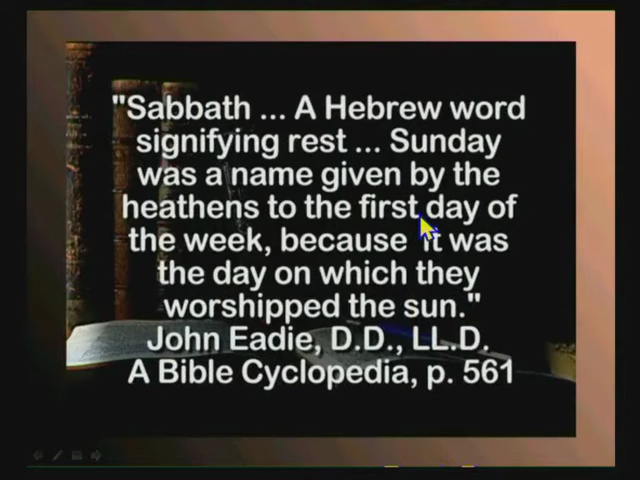 "Sabbath ... A Hebrew word
signifying rest ... Sunday
was a name given by the
heathens to the first day of
the week, because it was
the day on which they
worshipped the sun."
John Eadie, D.D., LL.D.
A Bible Cyclopedia, p. 561